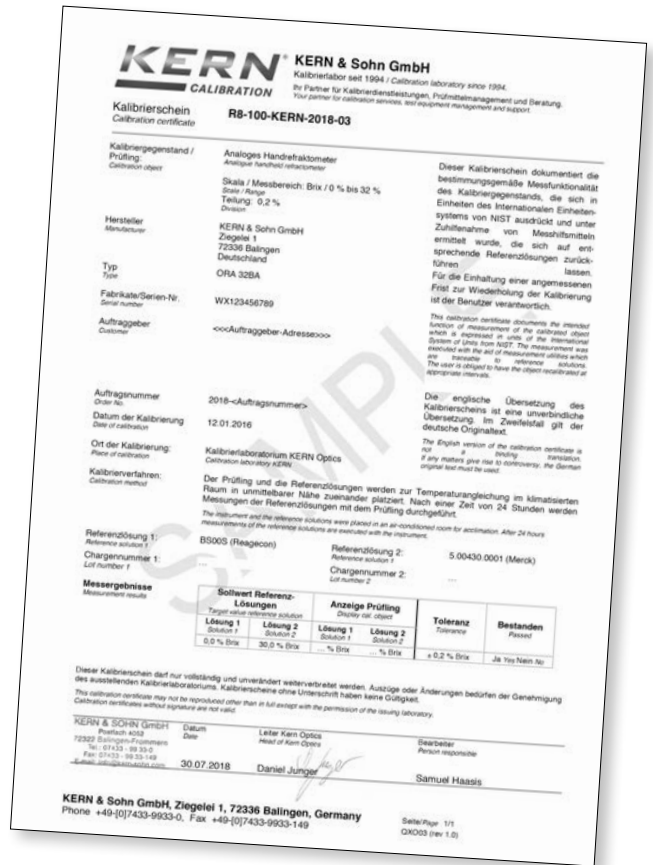 KERN
CALIBRATION
KERN & Sohn GmbH
Kalibrierlabor seit 1994 / Calibration laboratory since 1994.
Ihr Partner für Kalibrierdienstleistungen, Prüfmittelmanagement und Beratung.
Your partner for calibration services, test equipment management and support.
Kalibrierschein
Calibration certificate
R8-100-KERN-2018-03
Kalibriergegenstand /
Prüfling:
Calibration object
Analoges Handrefraktometer
Analogue handheld refractometer
Skala / Messbereich: Brix / 0 % bis 32 %
Scale / Range
Teilung: 0,2 %
Division
Hersteller
Manufacturer
KERN & Sohn GmbH
Ziegelei 1
72336 Balingen
Deutschland
Typ
Type
ORA 32BA
Fabrikate/Serien-Nr.
Serial number
WX123456789
Auftraggeber
Customer
<<<Auftraggeber-Adresse>>>
Dieser Kalibrierschein dokumentiert die
bestimmungsgemäße Messfunktionalität
des Kalibriergegenstands, die sich in
Einheiten des Internationalen Einheiten-
systems von NIST ausdrückt und unter
Zuhilfenahme von Messhilfsmitteln
ermittelt wurde, die sich auf ent-
sprechende Referenzlösungen zurück-
führen lassen.
Für die Einhaltung einer angemessenen
Frist zur Wiederholung der Kalibrierung
ist der Benutzer verantwortlich.
This calibration certificate documents the intended
function of measurement of the calibrated object
which is expressed in units of the International
System of Units from NIST. The measurement was
executed with the aid of measurement utilities which
are traceable to reference solutions.
The user is obliged to have the object recalibrated at
appropriate intervals.
Auftragsnummer
Order No.
2018-<Auftragsnummer>
Datum der Kalibrierung
Date of calibration
12.01.2016
Ort der Kalibrierung:
Place of calibration
Kalibrierlaboratorium KERN Optics
Calibration laboratory KERN
Die englische Übersetzung des
Kalibrierscheins ist eine unverbindliche
Übersetzung. Im Zweifelsfall gilt der
deutsche Originaltext.
The English version of the calibration certificate is
not a binding translation.
If any matters give rise to controversy, the German
original text must be used.
Kalibrierverfahren:
Calibration method
Der Prüfling und die Referenzlösungen werden zur Temperaturangleichung im klimatisierten
Raum in unmittelbarer Nähe zueinander platziert. Nach einer Zeit von 24 Stunden werden
Messungen der Referenzlösungen mit dem Prüfling durchgeführt.
The instrument and the reference solutions were placed in an air-conditioned room for acclimation. After 24 hours
measurements of the reference solutions are executed with the instrument.
Referenzlösung 1:
Reference solution 1
BS00S (Reagecon)
Referenzlösung 2:
Reference solution 1
5.00430.0001 (Merck)
Chargennummer 1:
Lot number 1
...
Chargennummer 2:
Lot number 2
...
Messergebnisse
Measurement results
Sollwert Referenz-
Lösungen
Target value reference solution
Anzeige Prüfling
Display cal. object
Toleranz
Tolerance
Bestanden
Passed
Lösung 1
Solution 1
Lösung 2
Solution 2
Lösung 1
Solution 1
Lösung 2
Solution 2
0,0 % Brix
30,0 % Brix
... % Brix
... % Brix
± 0,2 % Brix
Ja Yes Nein No
SAMPLE
Dieser Kalibrierschein darf nur vollständig und unverändert weiterverbreitet werden. Auszüge oder Änderungen bedürfen der Genehmigung
des ausstellenden Kalibrierlaboratoriums. Kalibrierscheine ohne Unterschrift haben keine Gültigkeit.
This calibration certificate may not be reproduced other than in full except with the permission of the issuing laboratory.
Calibration certificates without signature are not valid.
KERN & SOHN GmbH
Postfach 4052
72322 Balingen-Frommern
Tel.: 07433 - 99 33-0
Fax: 07433 - 99 33-149
E-mail: info@kern-sohn.com
Datum
Date
30.07.2018
Leiter Kern Optics
Head of Kern Optics
Daniel Junger
Bearbeiter
Person responsible
Samuel Haasis
KERN & Sohn GmbH, Ziegelei 1, 72336 Balingen, Germany
Phone +49-[0]7433-9933-0, Fax +49-[0]7433-9933-149
Seite/Page 1/1
QXO03 (rev 1.0)